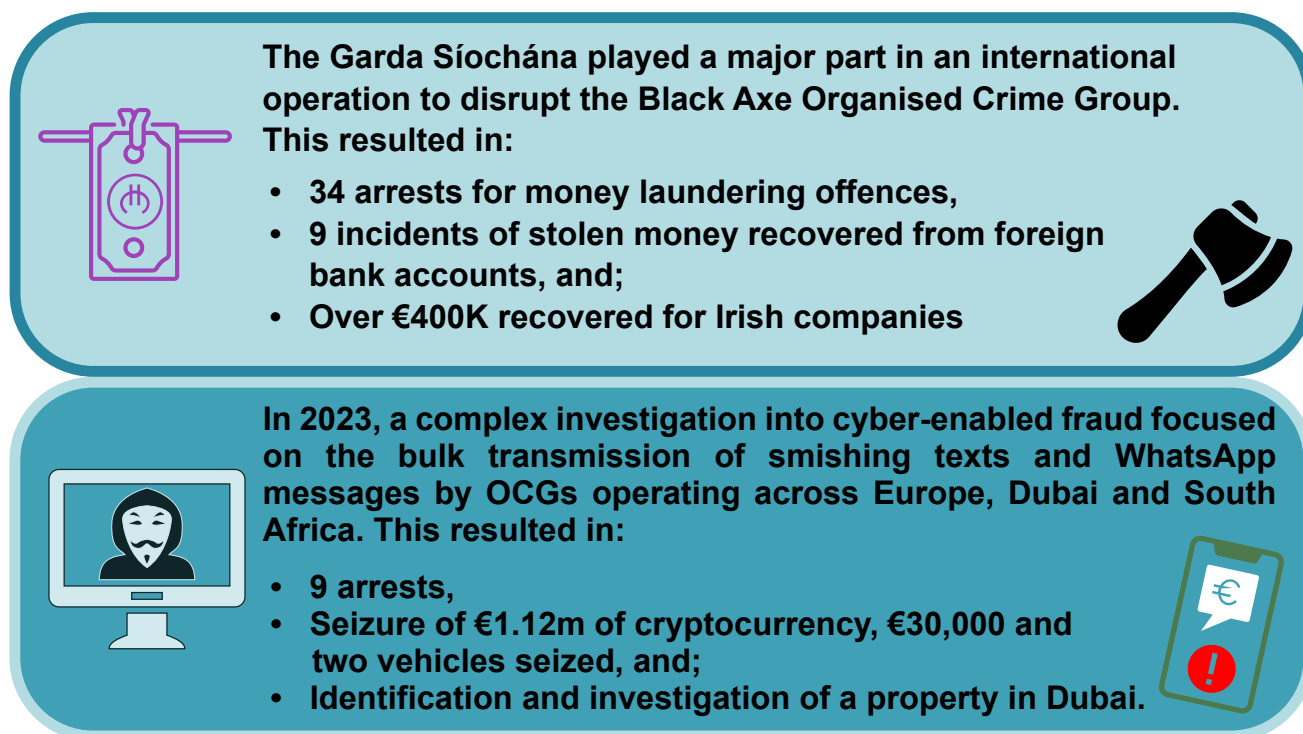 The Garda Síochána played a major part in an international
operation to disrupt the Black Axe Organised Crime Group.
This resulted in:
• 34 arrests for money laundering offences,
• 9 incidents of stolen money recovered from foreign
bank accounts, and;
• Over €400K recovered for Irish companies
In 2023, a complex investigation into cyber-enabled fraud focused
on the bulk transmission of smishing texts and WhatsApp
messages by OCGs operating across Europe, Dubai and South
Africa. This resulted in:
• 9 arrests,
• Seizure of €1.12m of cryptocurrency, €30,000 and
two vehicles seized, and;
• Identification and investigation of a property in Dubai.
€
!